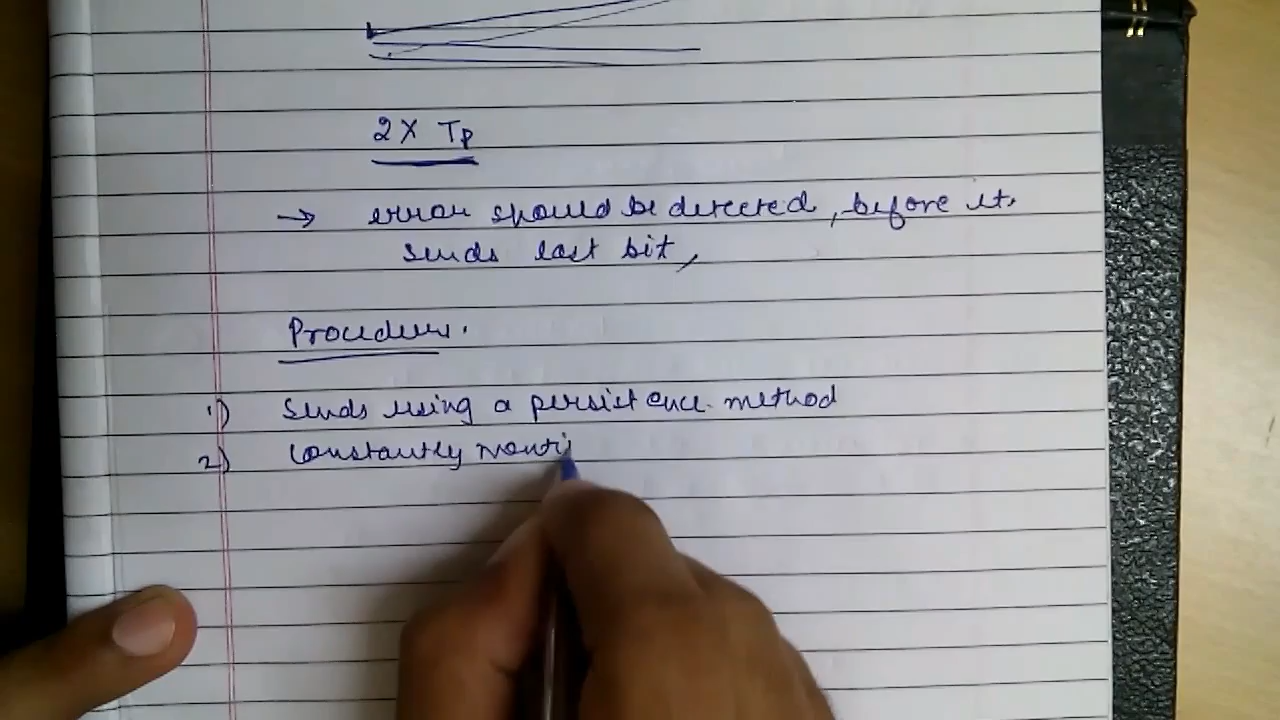 2 X Tp
→ error should be detected, before it.
sends last bit,
Procedure.
1) Sends using a persistence method
2) Constantly moni